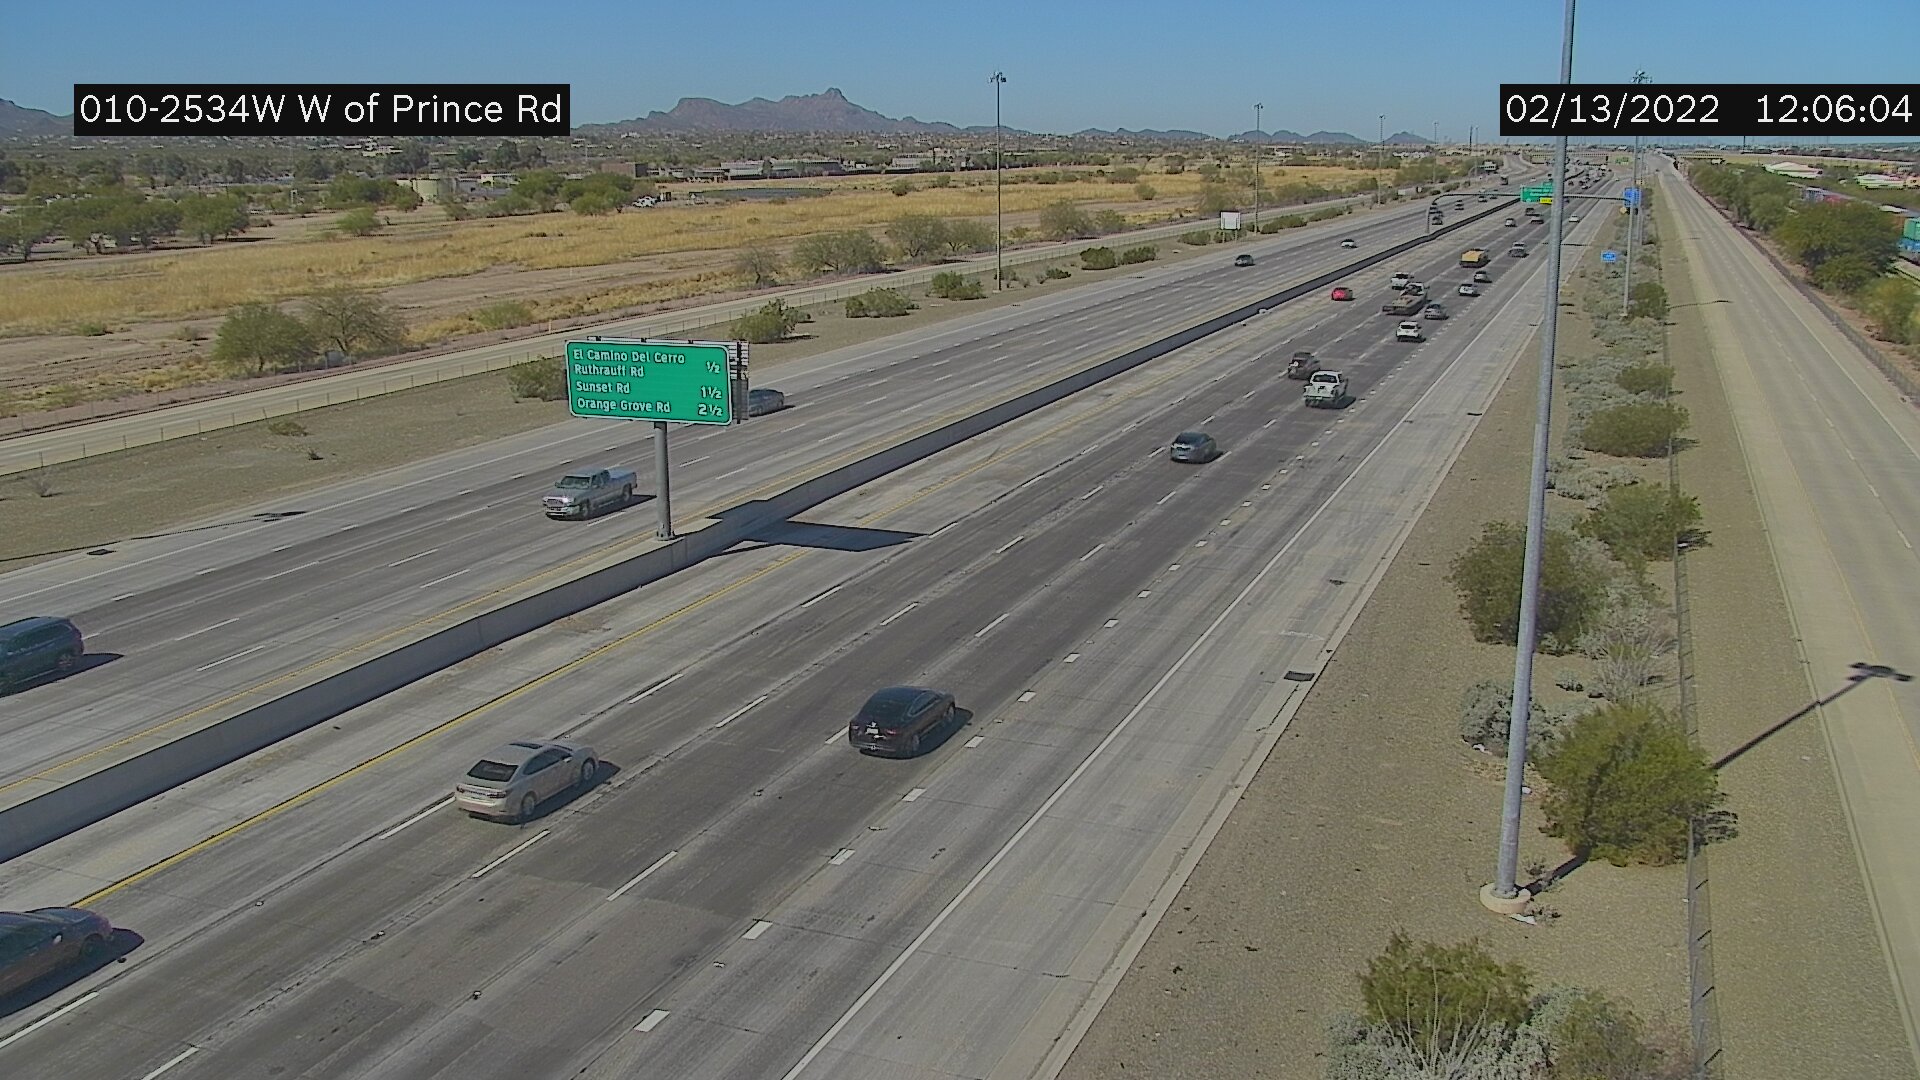 010-2534W W of Prince Rd
02/13/2022 12:06:04
El Camino Del Cerro
Ruthrauff Rd ½
Sunset Rd 1½
Orange Grove Rd 2½